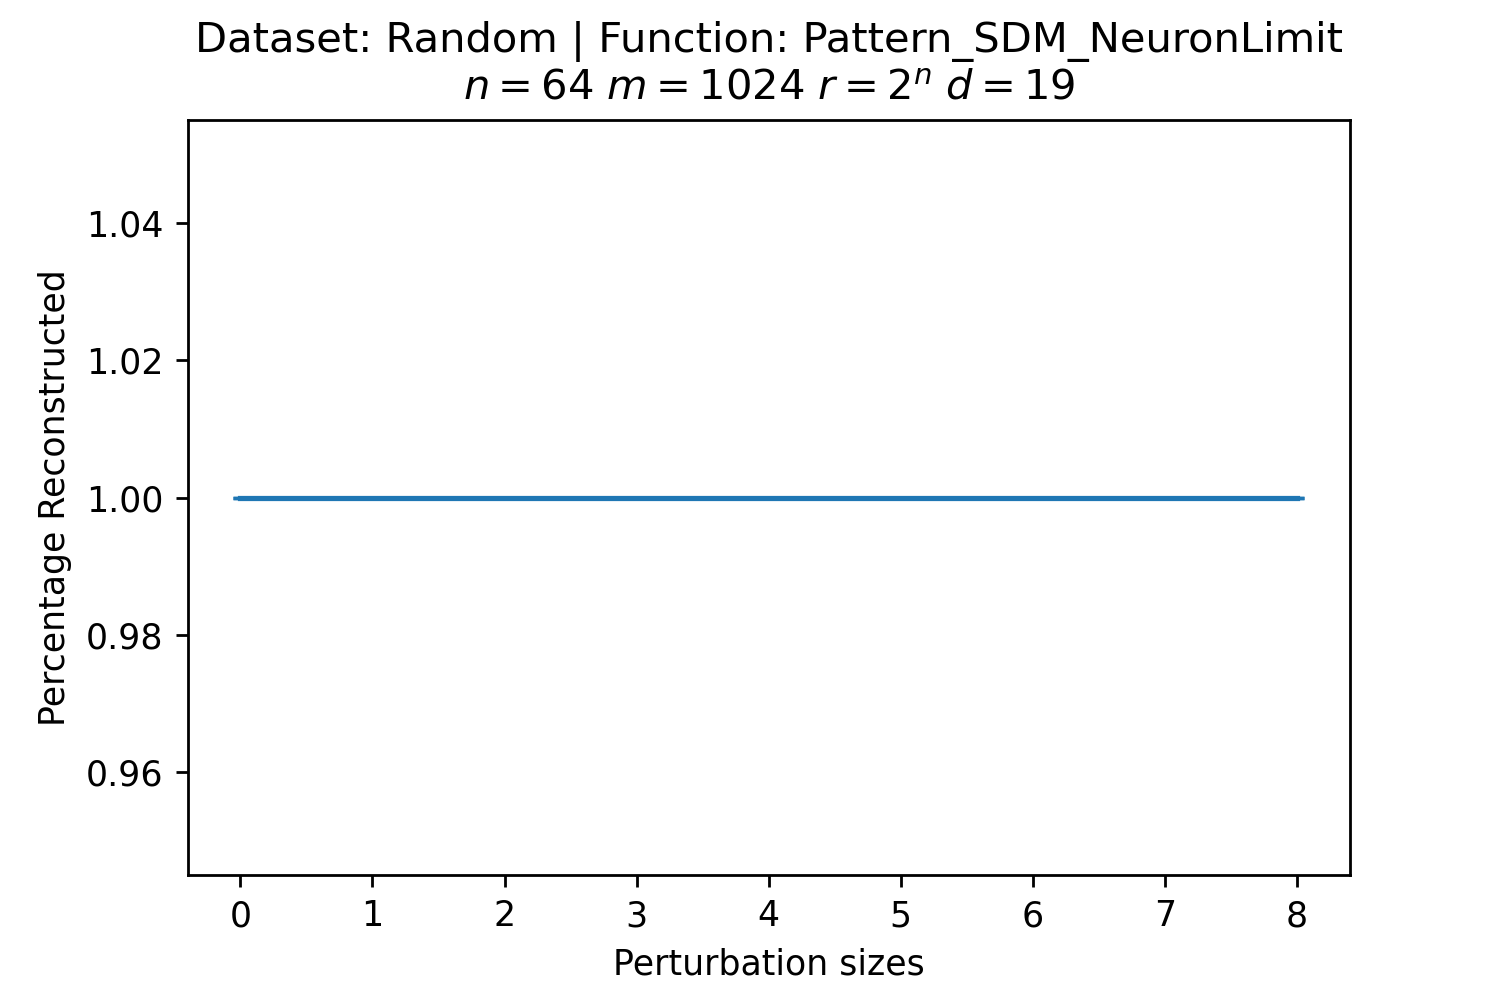 Dataset: Random | Function: Pattern_SDM_NeuronLimit
n = 64 m = 1024 r = 2ⁿ d = 19
1.04
1.02
1.00
0.98
0.96
Percentage Reconstructed
0 1 2 3 4 5 6 7 8
Perturbation sizes